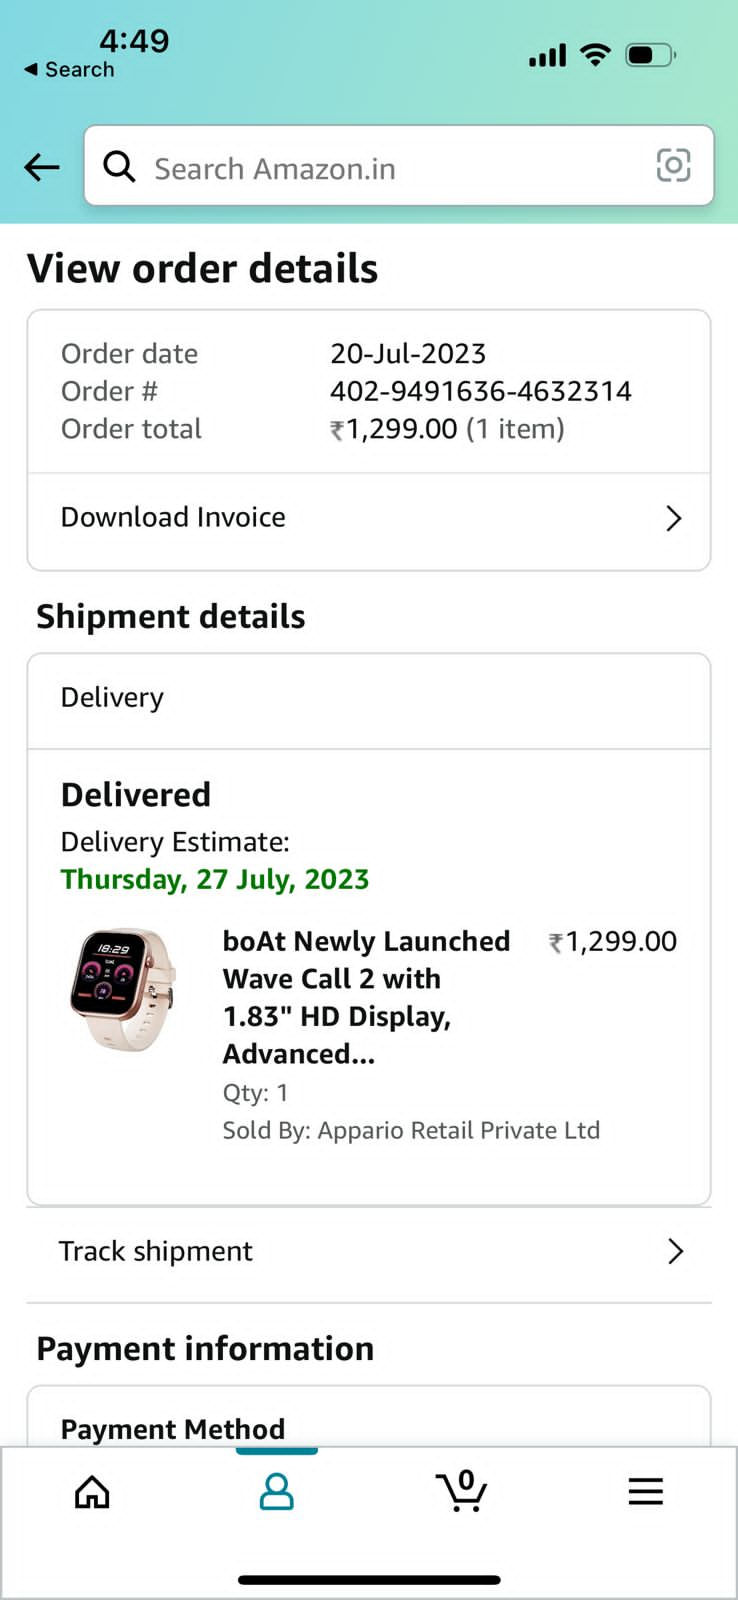 4:49
◀ Search
Search Amazon.in
View order details
Order date 20-Jul-2023
Order # 402-9491636-4632314
Order total ₹1,299.00 (1 item)
Download Invoice
Shipment details
Delivery
Delivered
Delivery Estimate:
Thursday, 27 July, 2023
18:29
boAt Newly Launched ₹1,299.00
Wave Call 2 with
1.83" HD Display,
Advanced...
Qty: 1
Sold By: Appario Retail Private Ltd
Track shipment
Payment information
Payment Method
0